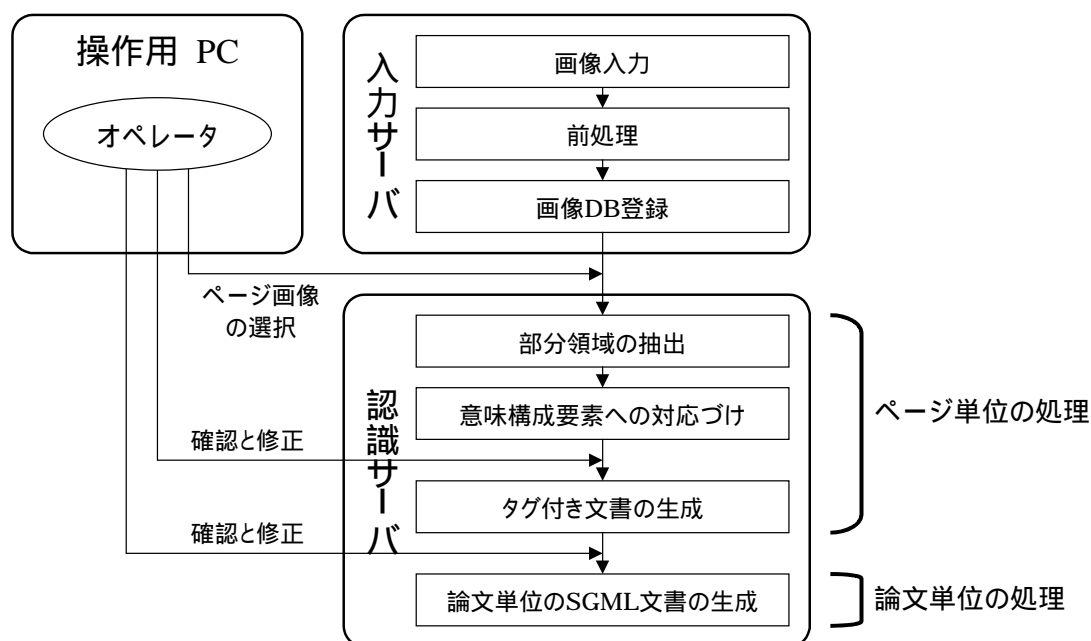 操作用 PC
オペレータ
入力サーバ
画像入力
前処理
画像DB登録
ページ画像
の選択
認識サーバ
部分領域の抽出
意味構成要素への対応づけ
確認と修正
タグ付き文書の生成
確認と修正
論文単位のSGML文書の生成
ページ単位の処理
論文単位の処理